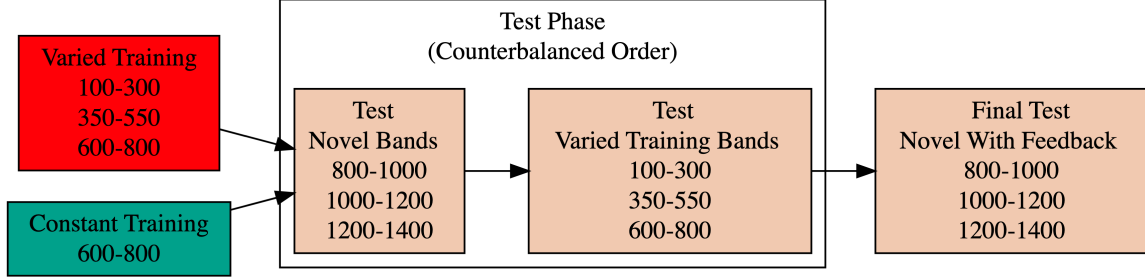 Varied Training
100-300
350-550
600-800
Constant Training
600-800
Test Phase
(Counterbalanced Order)
Test
Novel Bands
800-1000
1000-1200
1200-1400
Test
Varied Training Bands
100-300
350-550
600-800
Final Test
Novel With Feedback
800-1000
1000-1200
1200-1400